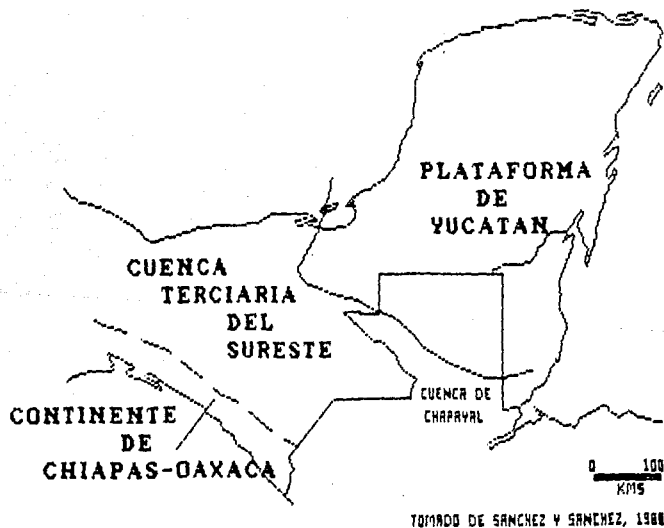 PLATAFORMA
DE
YUCATAN
CUENCA
TERCIARIA
DEL
SURESTE
CUENCA DE
CHAPAYAL
CONTINENTE
DE
CHIAPAS-OAXACA
0 100
KMS
TOMADO DE SANCHEZ Y SANCHEZ,